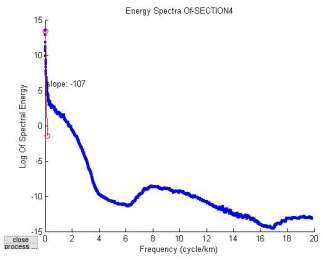 Energy Spectra Of-SECTION4
15
10
5
0
-5
-10
-15
Log Of Spectral Energy
slope: -107
0 2 4 6 8 10 12 14 16 18 20
Frequency (cycle/km)
close
process ...